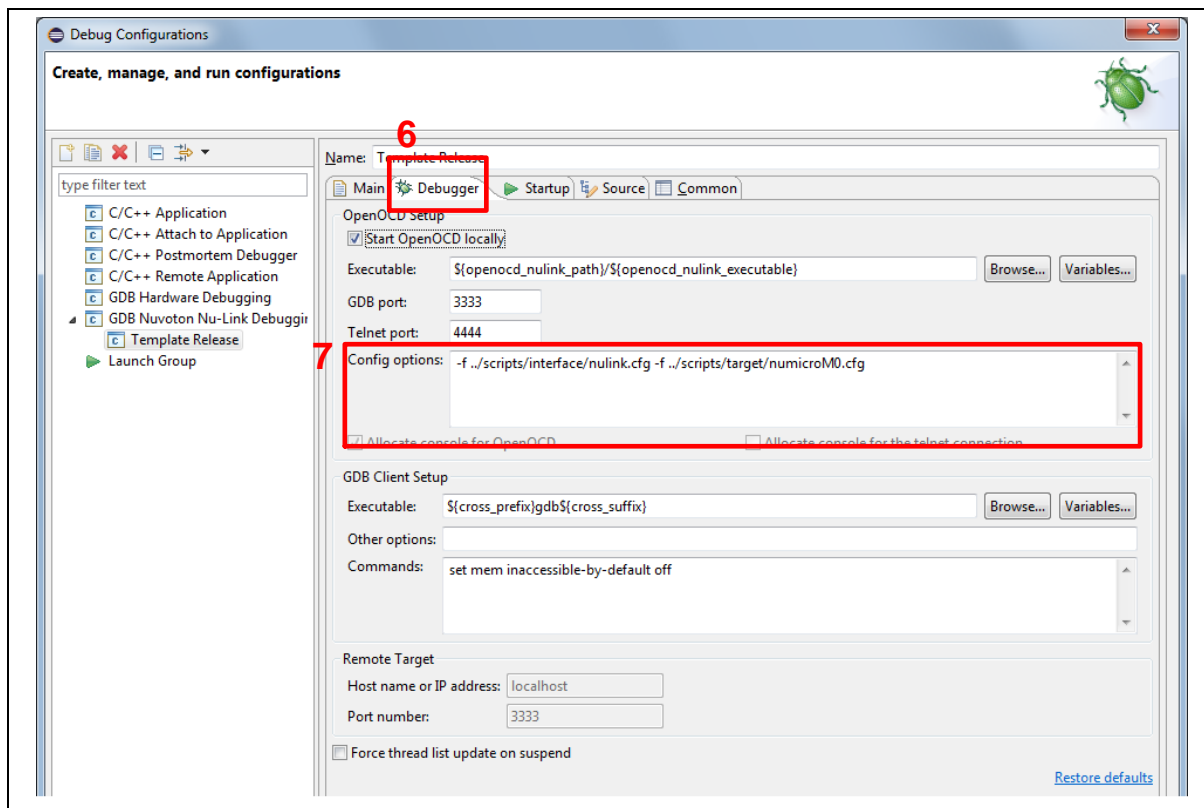 Debug Configurations
Create, manage, and run configurations
6
Name: Template Release
type filter text
Main Debugger Startup Source Common
C/C++ Application
C/C++ Attach to Application
C/C++ Postmortem Debugger
C/C++ Remote Application
GDB Hardware Debugging
GDB Nuvoton Nu-Link Debuggin
Template Release
Launch Group
OpenOCD Setup
Start OpenOCD locally
Executable: ${openocd_nulink_path}/${openocd_nulink_executable} Browse... Variables...
GDB port: 3333
Telnet port: 4444
7
Config options: -f ../scripts/interface/nulink.cfg -f ../scripts/target/numicroM0.cfg
Allocate console for OpenOCD Allocate console for the telnet connection
GDB Client Setup
Executable: ${cross_prefix}gdb${cross_suffix} Browse... Variables...
Other options:
Commands: set mem inaccessible-by-default off
Remote Target
Host name or IP address: localhost
Port number: 3333
Force thread list update on suspend
Restore defaults